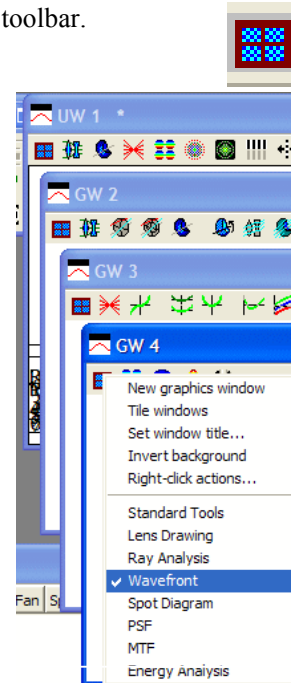 toolbar.
UW 1 *
GW 2
GW 3
GW 4
New graphics window
Tile windows
Set window title...
Invert background
Right-click actions...
Standard Tools
Lens Drawing
Ray Analysis
Wavefront
Spot Diagram
PSF
MTF
Energy Analysis
Fan